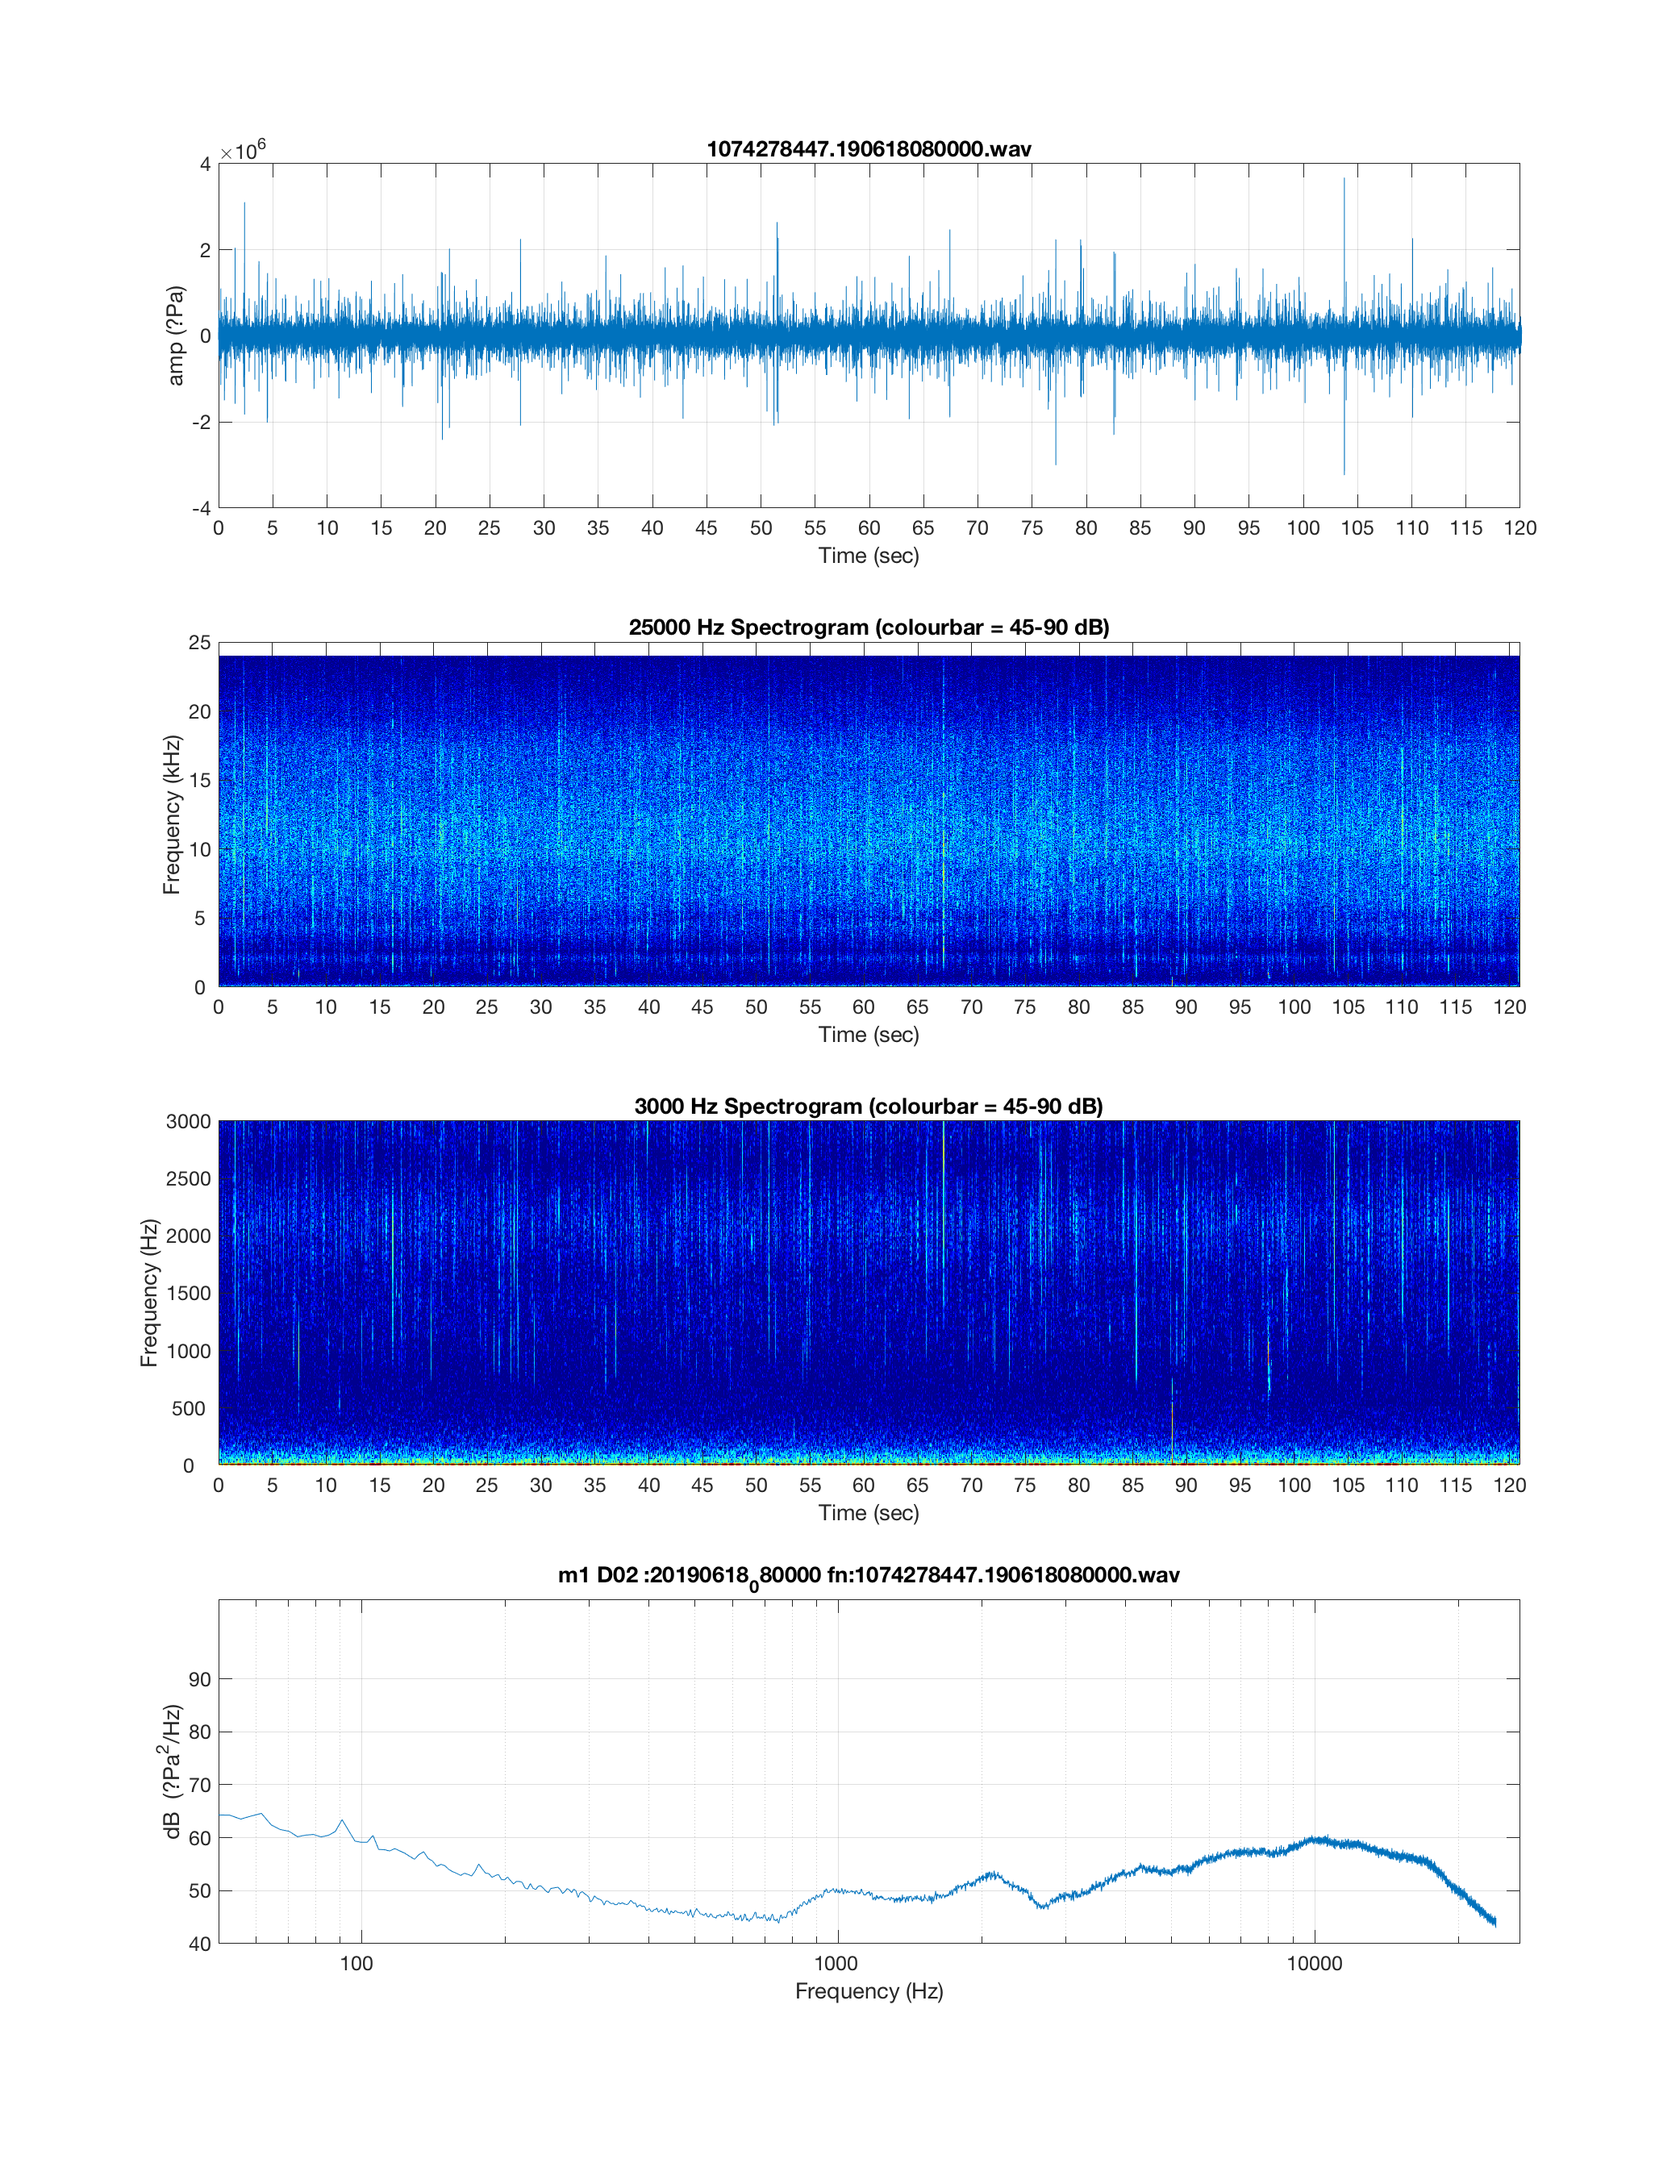 1074278447.190618080000.wav
×10⁶
4
2
0
-2
-4
amp (?Pa)
0 5 10 15 20 25 30 35 40 45 50 55 60 65 70 75 80 85 90 95 100 105 110 115 120
Time (sec)
25000 Hz Spectrogram (colourbar = 45-90 dB)
25
20
15
10
5
0
Frequency (kHz)
0 5 10 15 20 25 30 35 40 45 50 55 60 65 70 75 80 85 90 95 100 105 110 115 120
Time (sec)
3000 Hz Spectrogram (colourbar = 45-90 dB)
3000
2500
2000
1500
1000
500
0
Frequency (Hz)
0 5 10 15 20 25 30 35 40 45 50 55 60 65 70 75 80 85 90 95 100 105 110 115 120
Time (sec)
m1 D02 :20190618₀80000 fn:1074278447.190618080000.wav
90
80
70
60
50
40
dB (?Pa²/Hz)
100 1000 10000
Frequency (Hz)